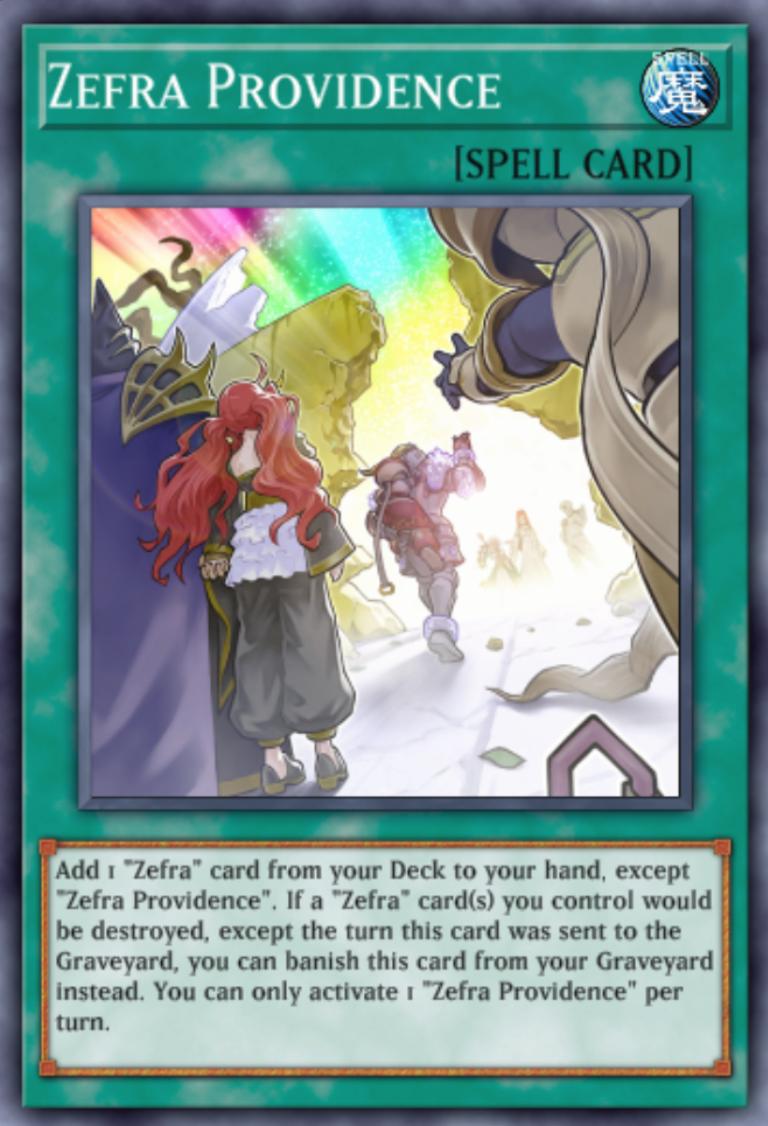 ZEFRA PROVIDENCE
SPELL
魔
[SPELL CARD]
Add 1 "Zefra" card from your Deck to your hand, except
"Zefra Providence". If a "Zefra" card(s) you control would
be destroyed, except the turn this card was sent to the
Graveyard, you can banish this card from your Graveyard
instead. You can only activate 1 "Zefra Providence" per
turn.